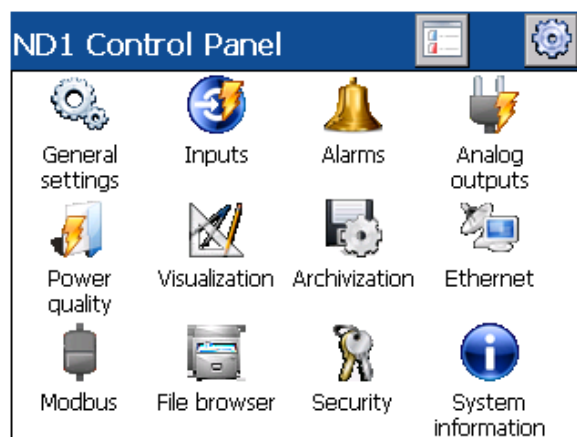 ND1 Control Panel
General
settings
Inputs
Alarms
Analog
outputs
Power
quality
Visualization
Archivization
Ethernet
Modbus
File browser
Security
System
information